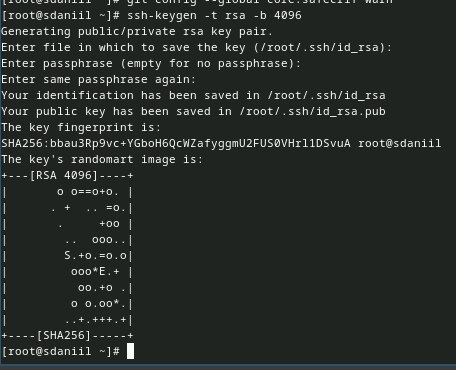 [root@sdaniil ~]# git config --global core.safecrlf warn
[root@sdaniil ~]# ssh-keygen -t rsa -b 4096
Generating public/private rsa key pair.
Enter file in which to save the key (/root/.ssh/id_rsa):
Enter passphrase (empty for no passphrase):
Enter same passphrase again:
Your identification has been saved in /root/.ssh/id_rsa
Your public key has been saved in /root/.ssh/id_rsa.pub
The key fingerprint is:
SHA256:bbau3Rp9vc+YGboH6QcWZafyggmU2FUS0VHrl1DSvuA root@sdaniil
The key's randomart image is:
+---[RSA 4096]----+
|       o o==o+o. |
|      . +  .. =o.|
|       .     +oo |
|        ..  ooo..|
|        S.+o.=o.o|
|         ooo*E.+ |
|          oo.+o .|
|         o o.oo*.|
|        ..+.+++.+|
+----[SHA256]-----+
[root@sdaniil ~]#